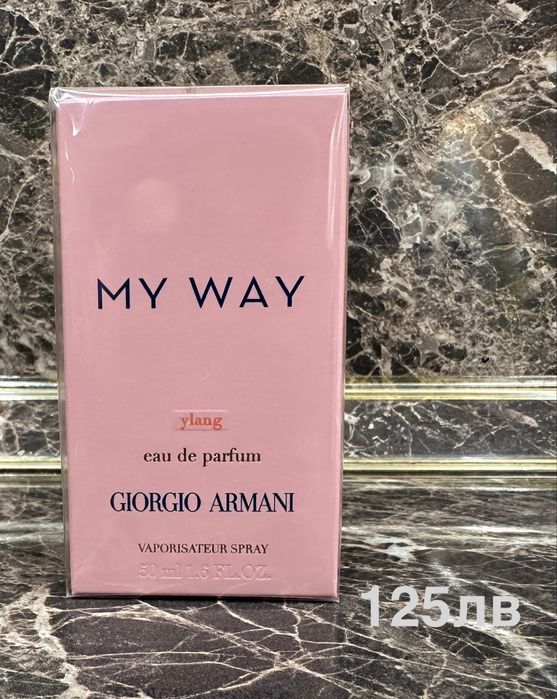 MY WAY
ylang
eau de parfum
GIORGIO ARMANI
VAPORISATEUR SPRAY
50 ml 1.6 FL.OZ.
125лв